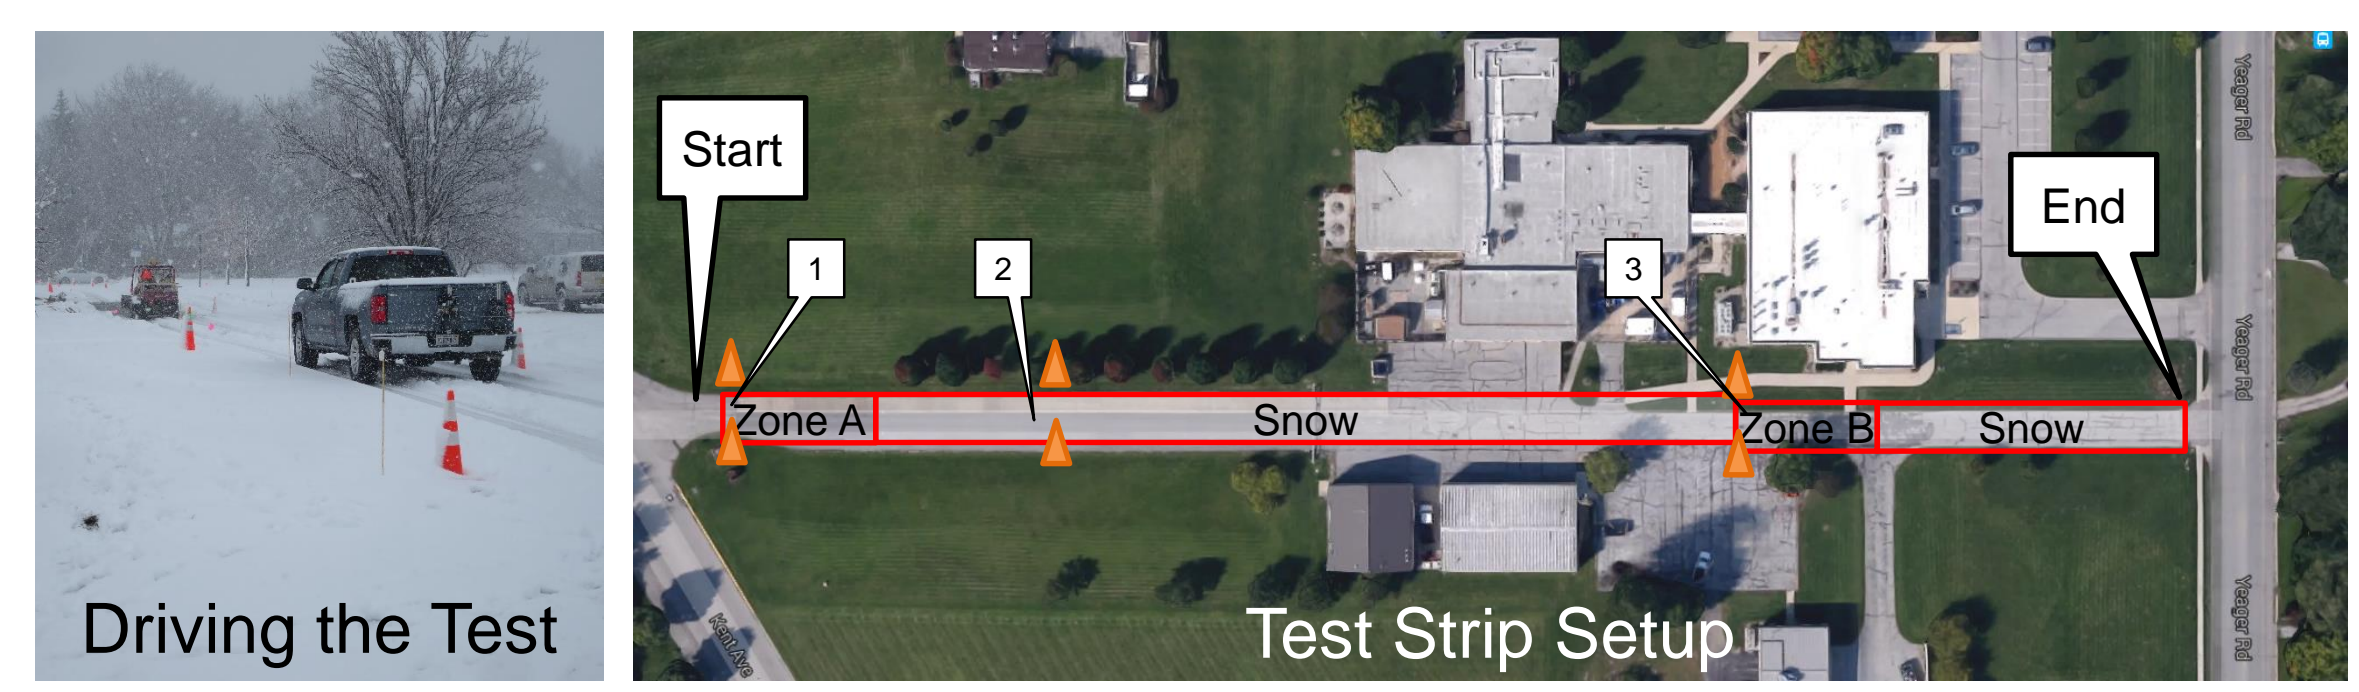 Driving the Test
Start
1
2
3
End
Zone A
Snow
Zone B
Snow
Test Strip Setup
Kent Ave
Yeager Rd
Yeager Rd
Yeager Rd